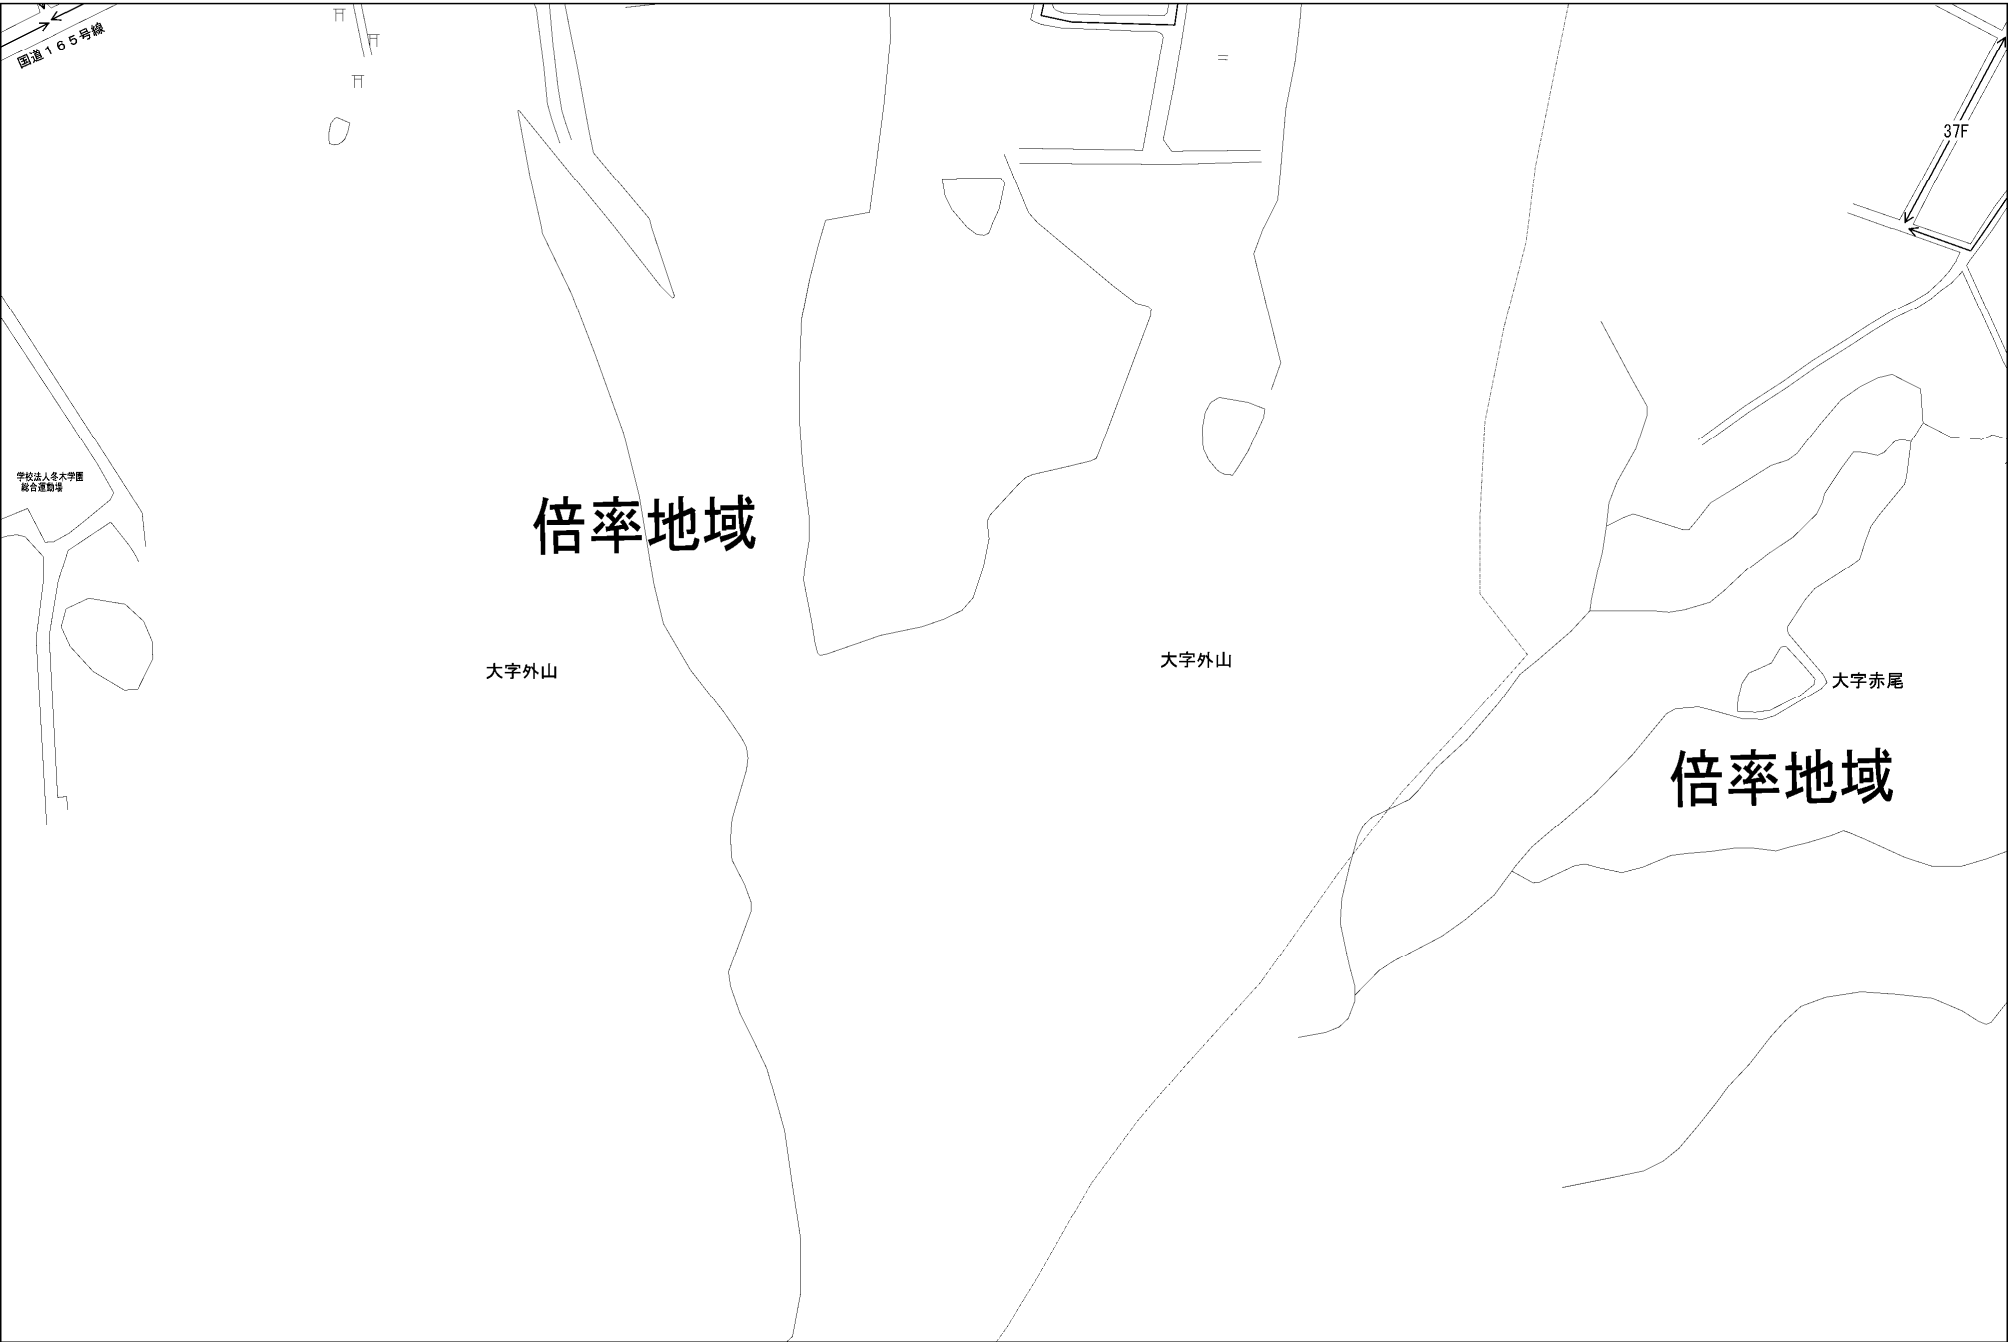 国道165号線
37F
学校法人冬木学園
総合運動場
倍率地域
大字外山
大字外山
大字赤尾
倍率地域